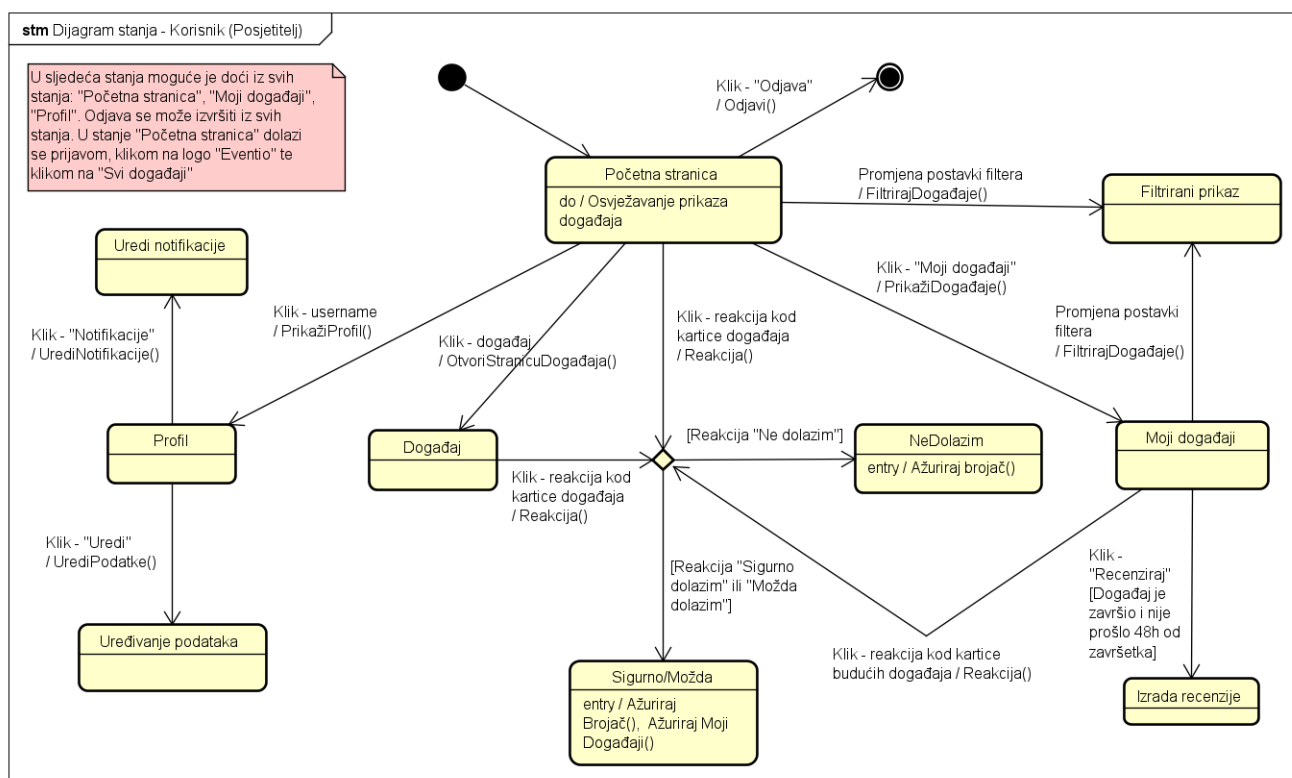 stm Dijagram stanja - Korisnik (Posjetitelj)
U sljedeća stanja moguće je doći iz svih
stanja: "Početna stranica", "Moji događaji",
"Profil". Odjava se može izvršiti iz svih
stanja. U stanje "Početna stranica" dolazi
se prijavom, klikom na logo "Eventio" te
klikom na "Svi događaji"
Klik - "Odjava"
/ Odjavi()
Početna stranica
do / Osvježavanje prikaza
događaja
Promjena postavki filtera
/ FiltrirajDogađaje()
Filtrirani prikaz
Uredi notifikacije
Klik - "Notifikacije"
/ UrediNotifikacije()
Klik - username
/ PrikažiProfil()
Klik - događaj
/ OtvoriStranicuDogađaja()
Klik - reakcija kod
kartice događaja
/ Reakcija()
Klik - "Moji događaji"
/ PrikažiDogađaje()
Promjena postavki
filtera
/ FiltrirajDogađaje()
Profil
Događaj
Klik - reakcija kod
kartice događaja
/ Reakcija()
[Reakcija "Ne dolazim"]
NeDolazim
entry / Ažuriraj brojač()
Moji događaji
Klik - "Uredi"
/ UrediPodatke()
[Reakcija "Sigurno
dolazim" ili "Možda
dolazim"]
Klik -
"Recenziraj"
[Događaj je
završio i nije
prošlo 48h od
završetka]
Uređivanje podataka
Klik - reakcija kod kartice
budućih događaja / Reakcija()
Sigurno/Možda
entry / Ažuriraj
Brojač(), Ažuriraj Moji
Događaji()
Izrada recenzije